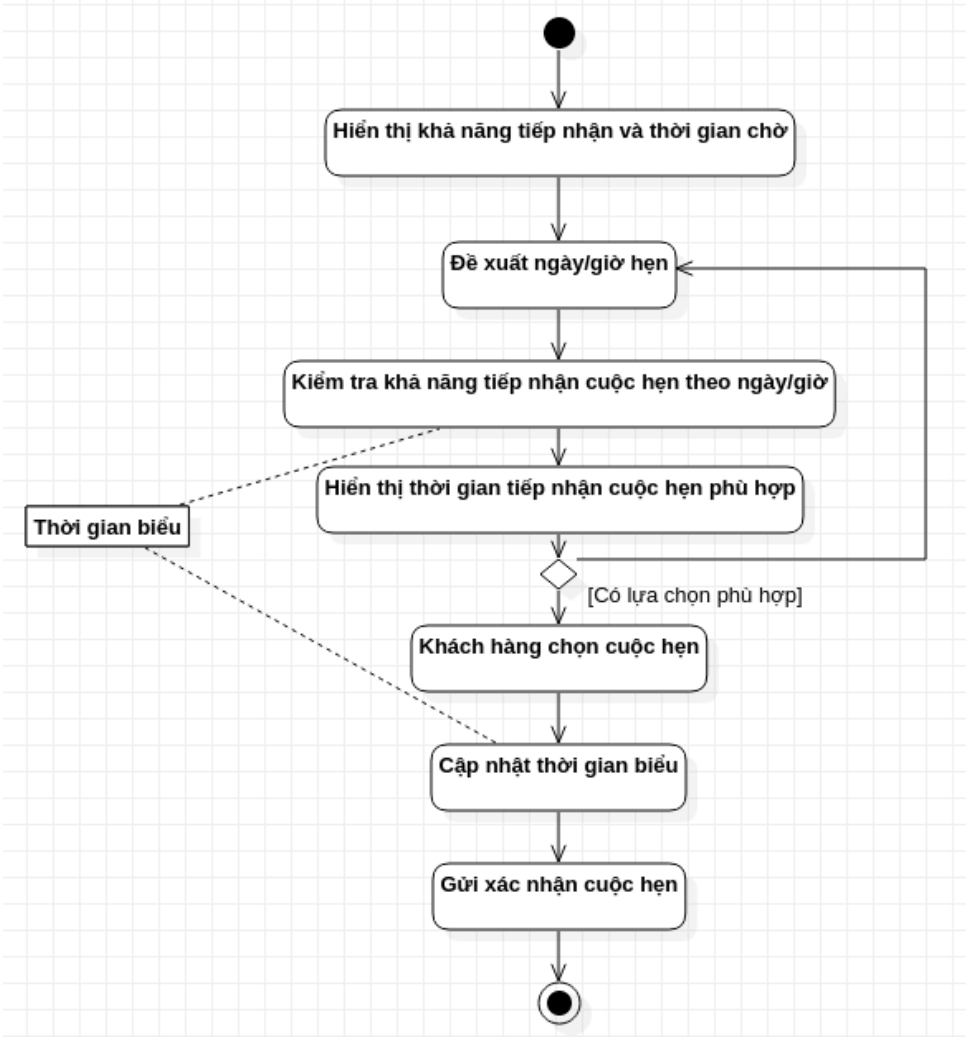 Hiển thị khả năng tiếp nhận và thời gian chờ
Đề xuất ngày/giờ hẹn
Kiểm tra khả năng tiếp nhận cuộc hẹn theo ngày/giờ
Hiển thị thời gian tiếp nhận cuộc hẹn phù hợp
Thời gian biểu
[Có lựa chọn phù hợp]
Khách hàng chọn cuộc hẹn
Cập nhật thời gian biểu
Gửi xác nhận cuộc hẹn